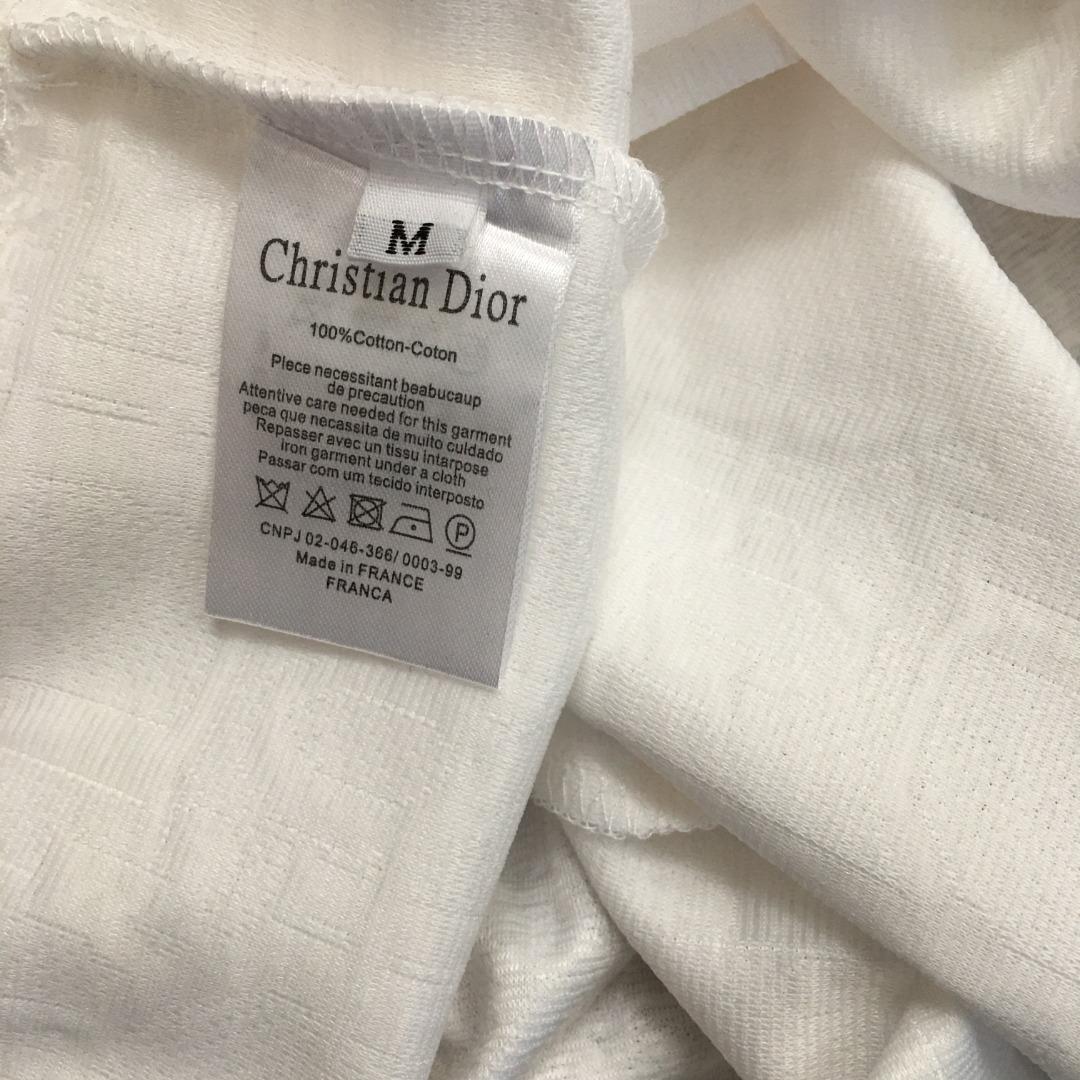 M
Christian Dior
100%Cotton-Coton
Plece necessitant beabucaup
de precaution
Attentive care needed for this garment
peca que necassita de muito culdado
Repasser avec un tissu intarpose
iron garment under a cloth
Passar com um tecido interposto
P
CNPJ 02-046-366/ 0003-99
Made in FRANCE
FRANCA